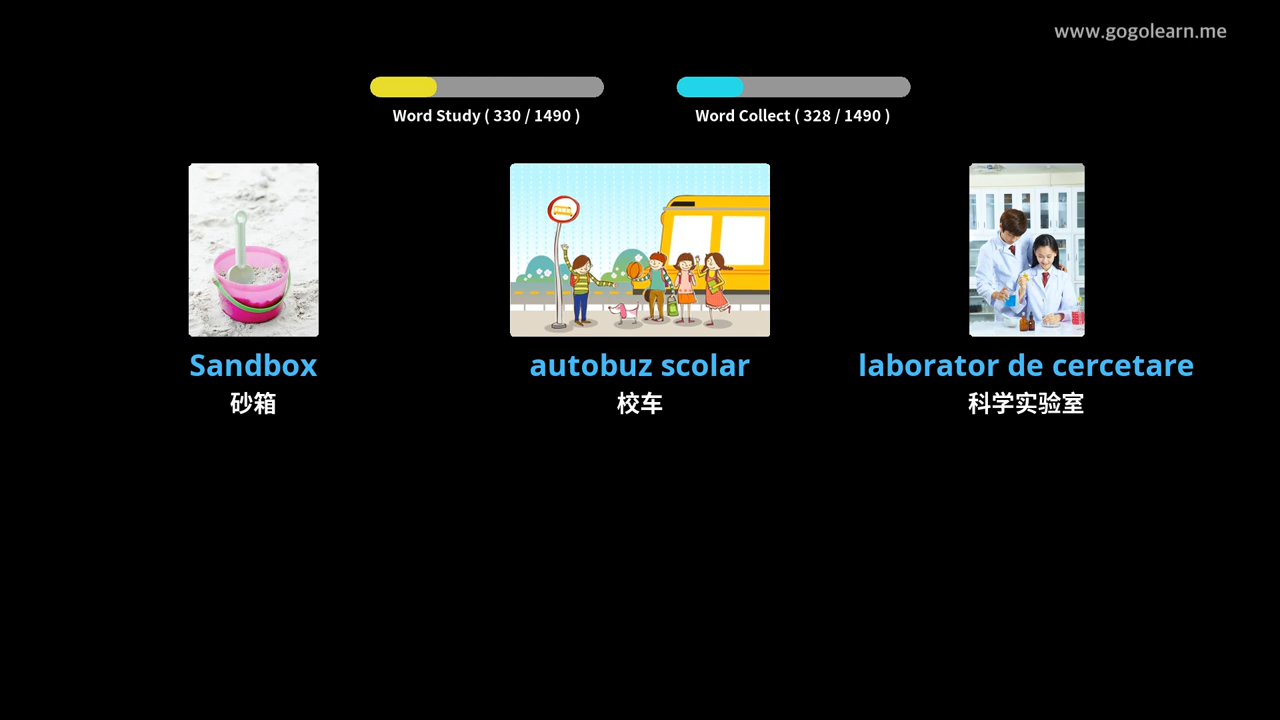 www.gogolearn.me
Word Study ( 330 / 1490 )
Word Collect ( 328 / 1490 )
Sandbox
autobuz scolar
laborator de cercetare
砂箱
校车
科学实验室